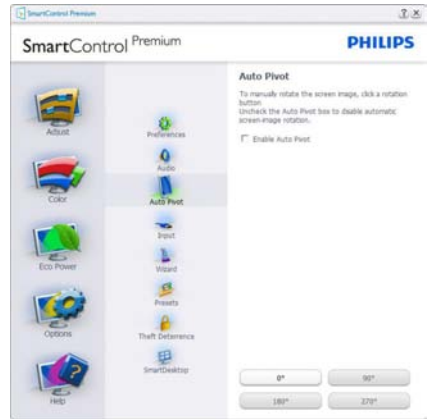 SmartControl Premium
SmartControl Premium
PHILIPS
Adjust
Color
Eco Power
Options
Help
Preferences
Audio
Auto Pivot
Input
Wizard
Presets
Theft Deterrence
SmartDesktop
Auto Pivot
To manually rotate the screen image, click a rotation
button
Uncheck the Auto Pivot box to disable automatic
screen-image rotation.
Enable Auto Pivot
0°
90°
180°
270°